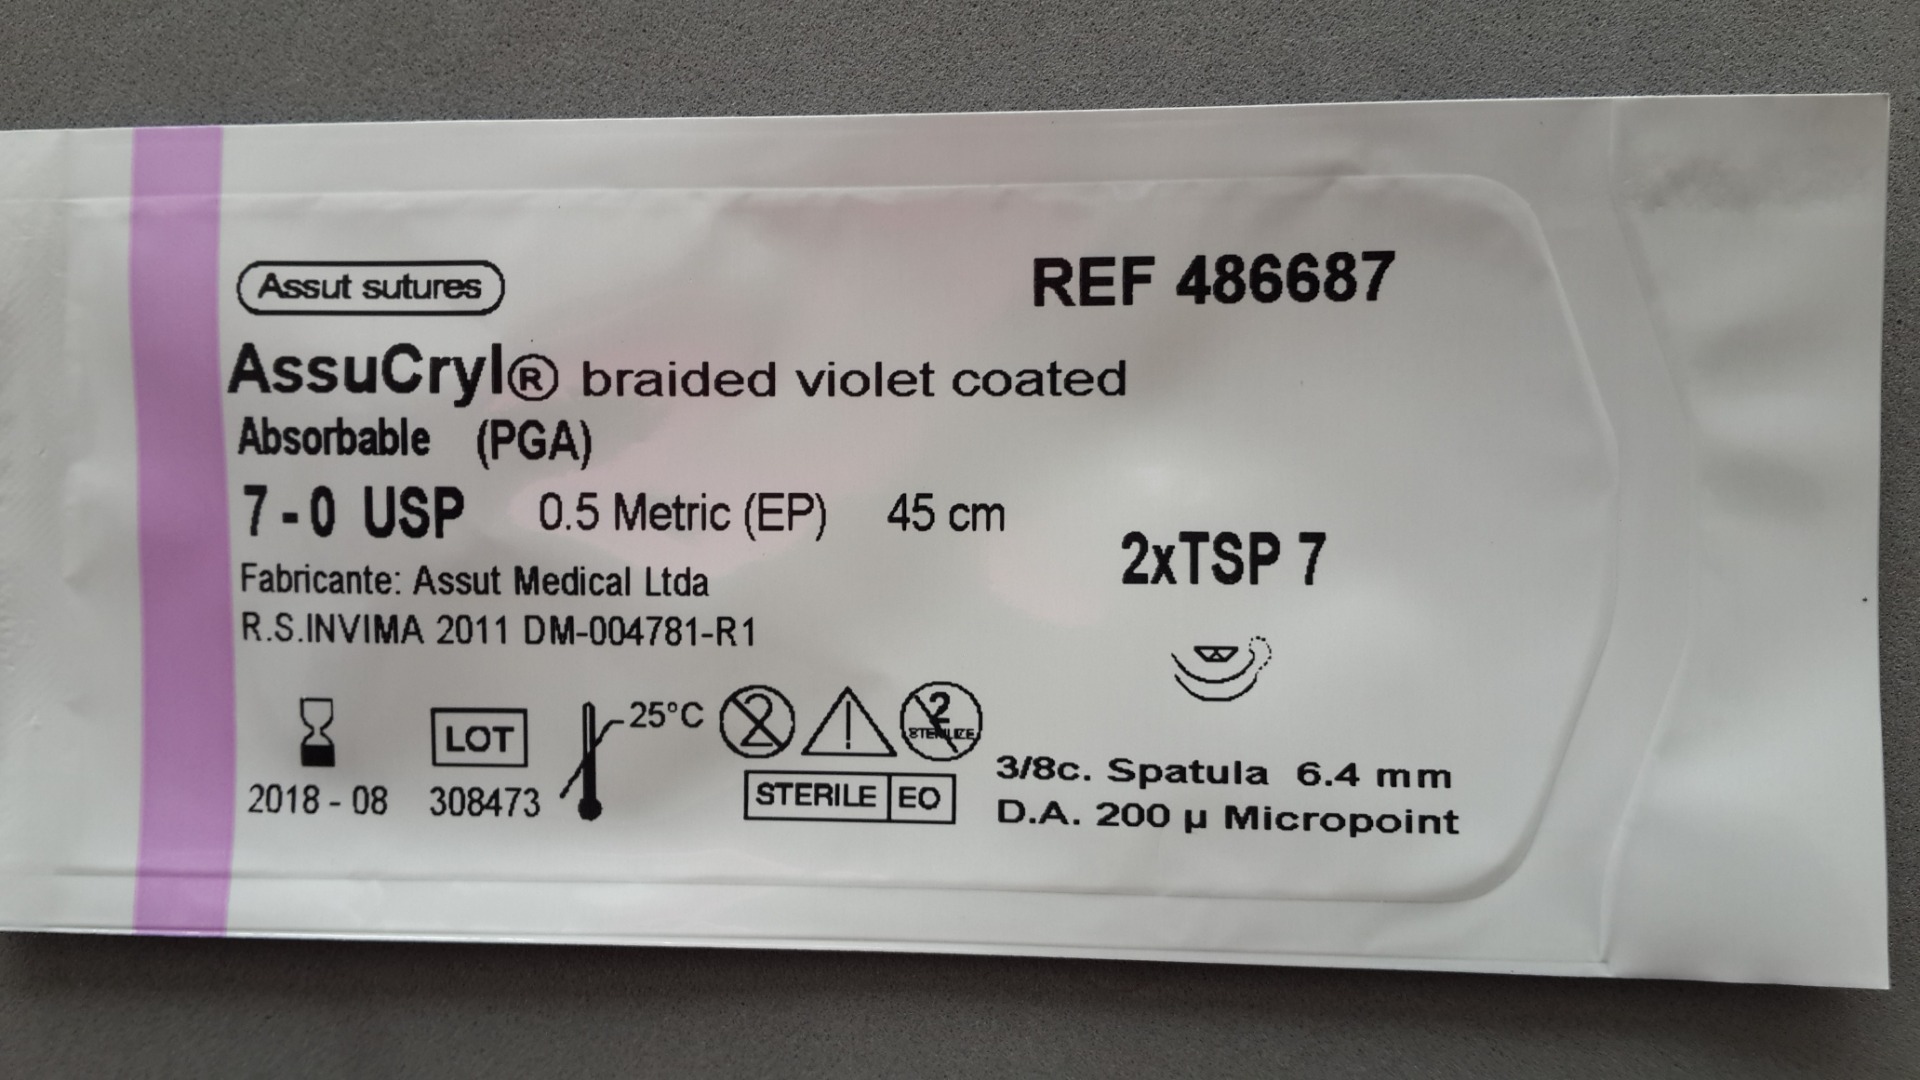 Assut sutures
REF 486687
AssuCryl® braided violet coated
Absorbable (PGA)
7-0 USP 0.5 Metric (EP) 45 cm
2xTSP 7
Fabricante: Assut Medical Ltda
R.S.INVIMA 2011 DM-004781-R1
25°C
2
2
STERILIZE
LOT
2018-08
308473
STERILE EO
3/8c. Spatula 6.4 mm
D.A. 200 µ Micropoint